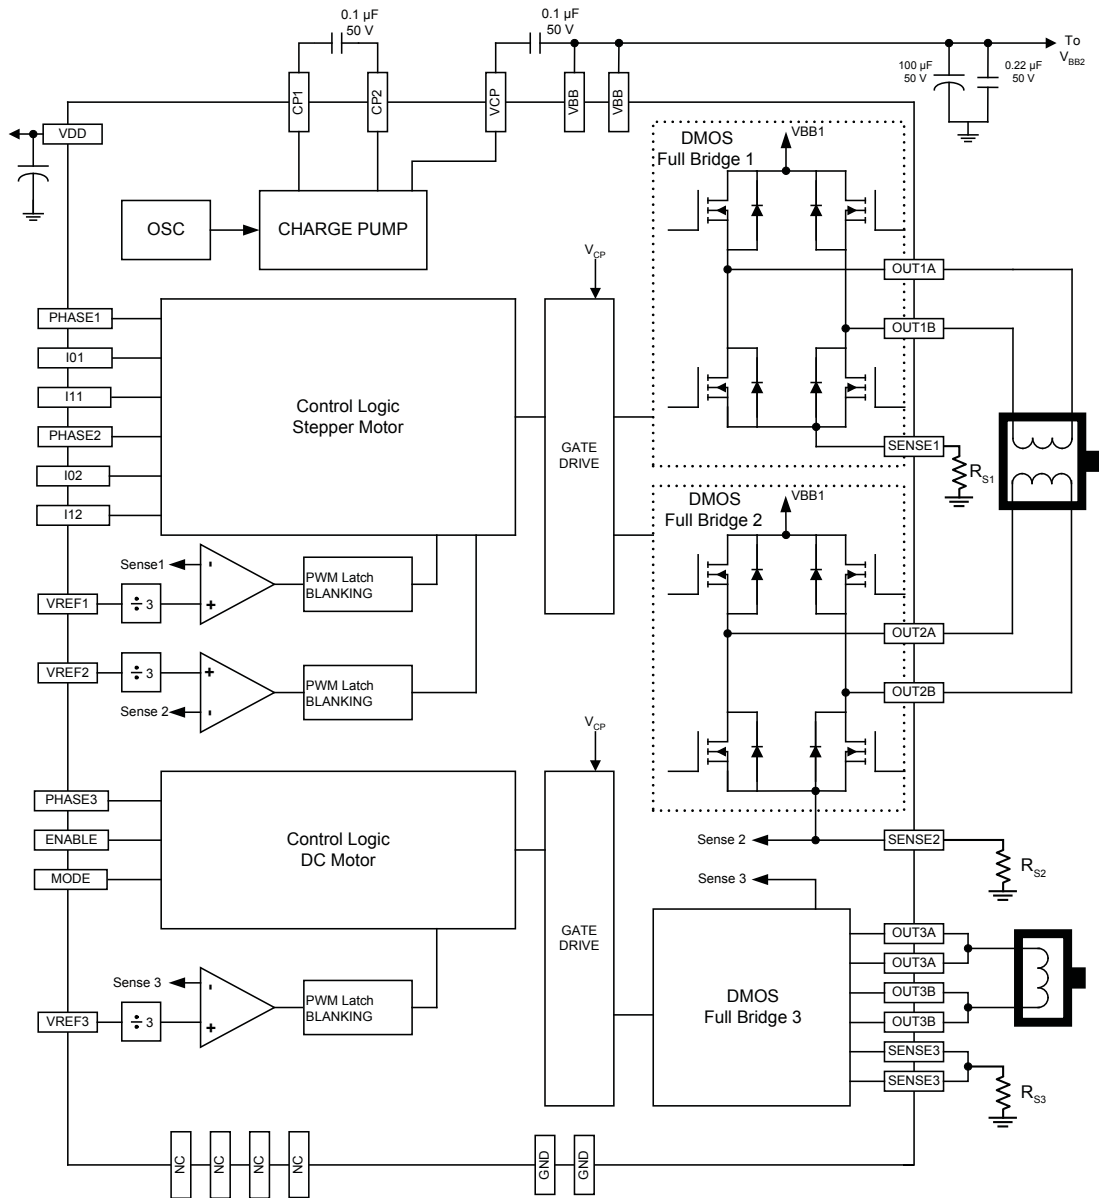 0.1 µF
50 V
0.1 µF
50 V
To
VBB2
100 µF
50 V
0.22 µF
50 V
CP1
CP2
VCP
VBB
VBB
VDD
DMOS
Full Bridge 1
VBB1
OSC
CHARGE PUMP
VCP
OUT1A
OUT1B
PHASE1
I01
I11
PHASE2
I02
I12
Control Logic
Stepper Motor
GATE
DRIVE
SENSE1
RS1
DMOS
Full Bridge 2
VBB1
Sense1
-
+
PWM Latch
BLANKING
VREF1
÷ 3
VREF2
÷ 3
+
-
Sense 2
PWM Latch
BLANKING
OUT2A
OUT2B
VCP
PHASE3
ENABLE
MODE
Control Logic
DC Motor
Sense 2
SENSE2
RS2
Sense 3
GATE
DRIVE
OUT3A
OUT3A
OUT3B
OUT3B
SENSE3
SENSE3
DMOS
Full Bridge 3
RS3
Sense 3
-
+
PWM Latch
BLANKING
VREF3
÷ 3
NC
NC
NC
NC
GND
GND